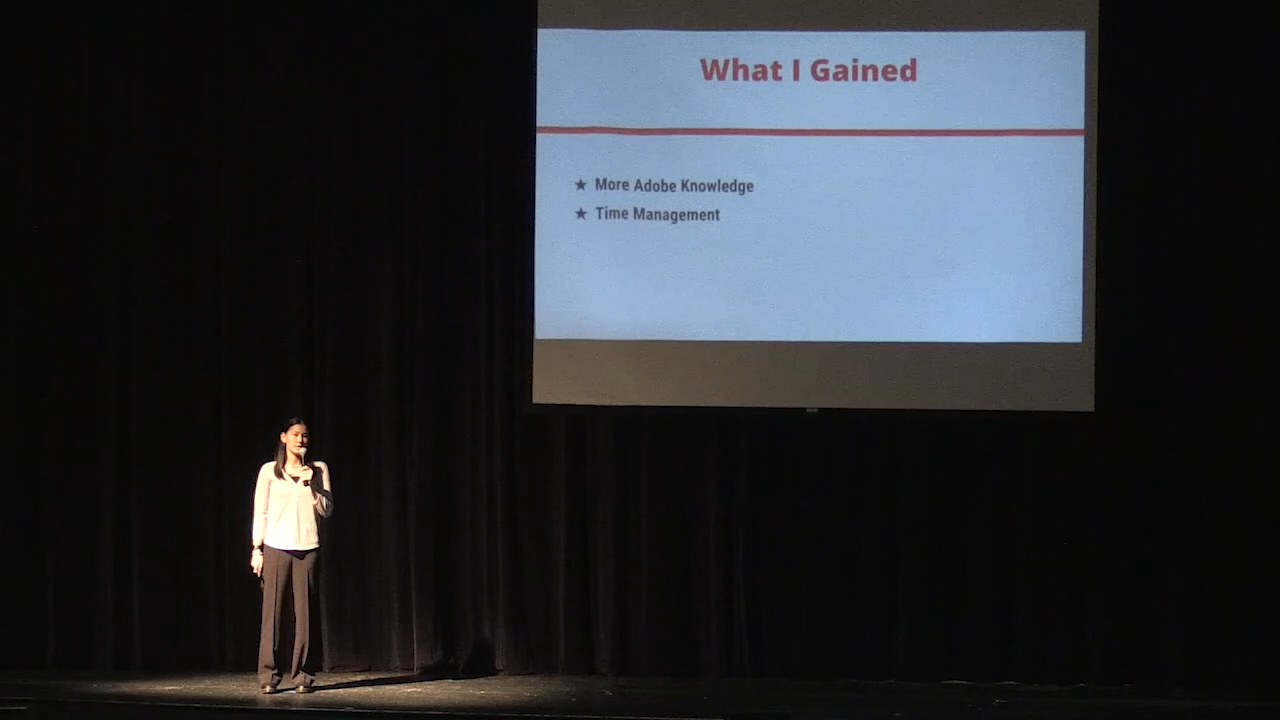 What I Gained
★ More Adobe Knowledge
★ Time Management